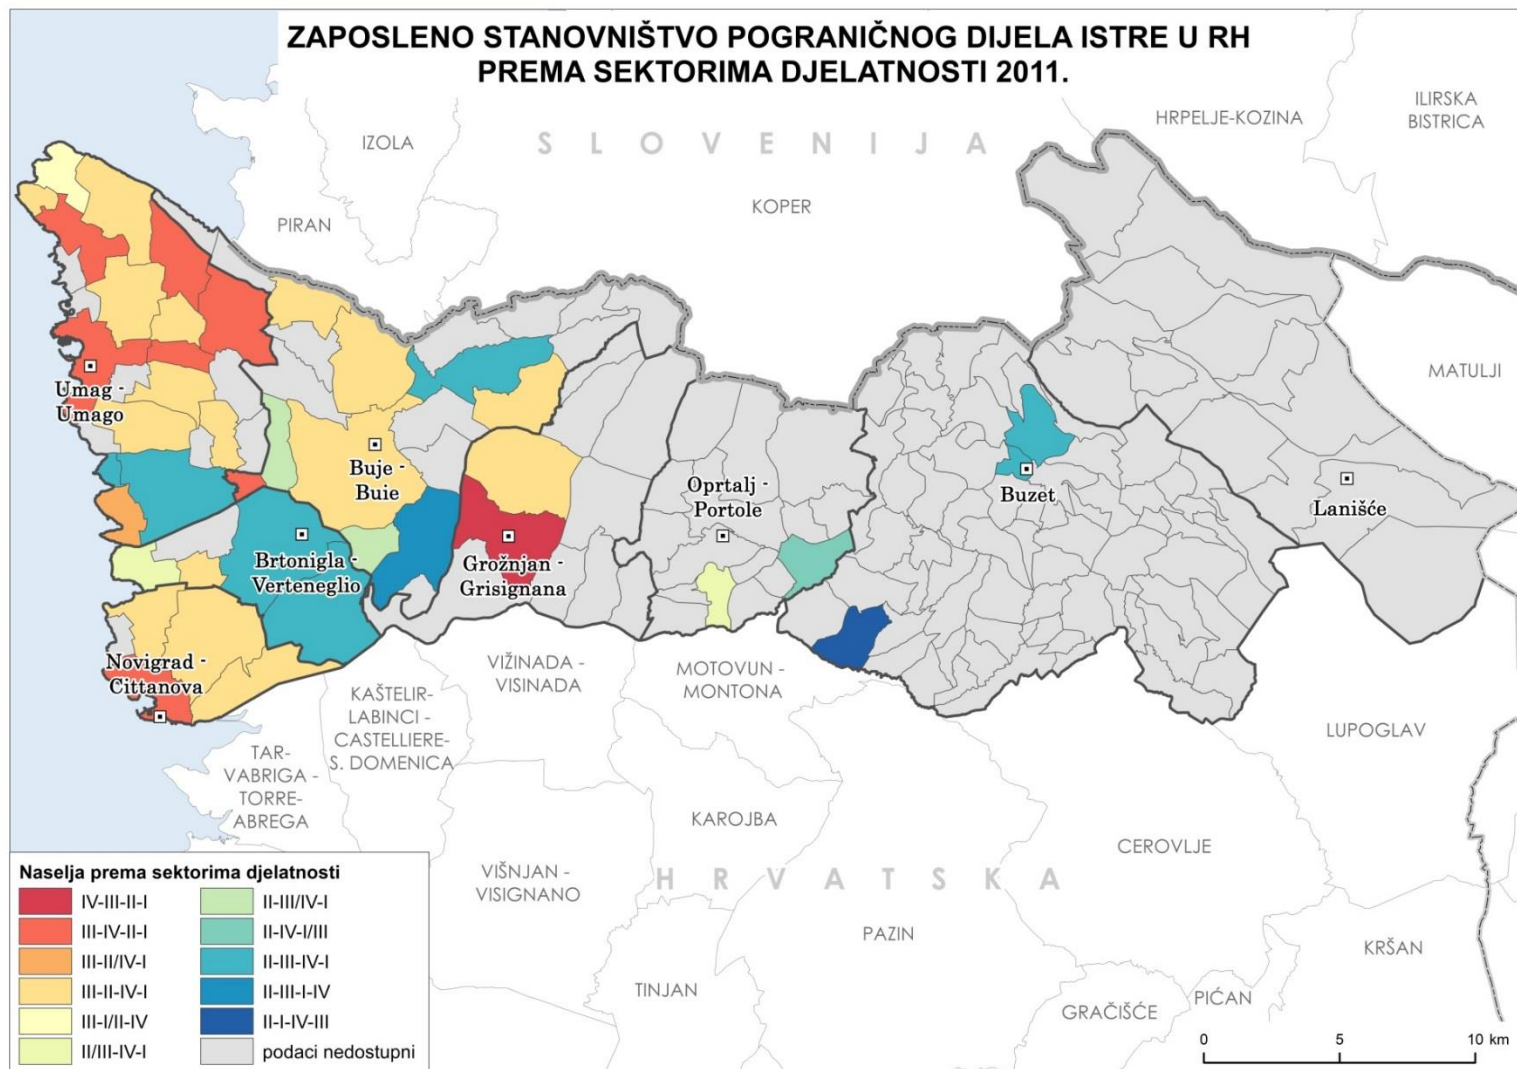 ZAPOSLENO STANOVNIŠTVO POGRANIČNOG DIJELA ISTRE U RH
PREMA SEKTORIMA DJELATNOSTI 2011.
ILIRSKA
BISTRICA
HRPELJE-KOZINA
IZOLA
SLOVENIJA
KOPER
PIRAN
MATULJI
Umag -
Umago
Buje -
Buie
Oprtalj -
Portole
Buzet
Lanišće
Brtonigla -
Verteneglio
Grožnjan -
Grisignana
Novigrad -
Cittanova
VIŽINADA -
VISINADA
MOTOVUN -
MONTONA
KAŠTELIR-
LABINCI -
CASTELLIERE-
S. DOMENICA
LUPOGLAV
TAR-
VABRIGA -
TORRE-
ABREGA
KAROJBA
CEROVLJE
VIŠNJAN -
VISIGNANO
HRVATSKA
PAZIN
KRŠAN
TINJAN
GRAČIŠĆE
PIĆAN
Naselja prema sektorima djelatnosti
IV-III-II-I
III-IV-II-I
III-II/IV-I
III-II-IV-I
III-I/II-IV
II/III-IV-I
II-III/IV-I
II-IV-I/III
II-III-IV-I
II-III-I-IV
II-I-IV-III
podaci nedostupni
0 5 10 km